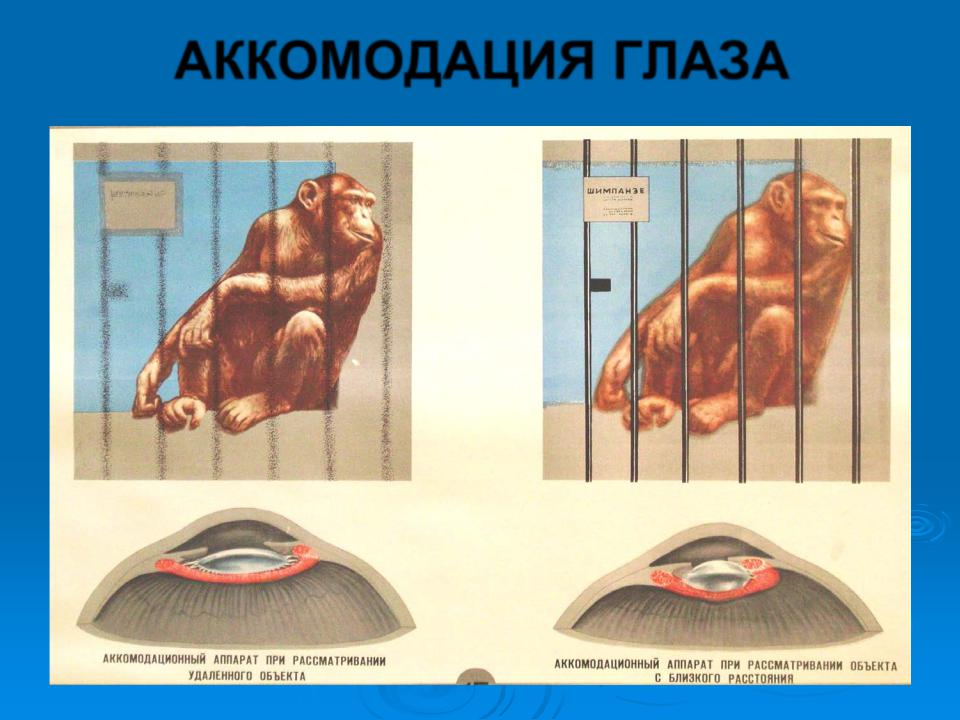 АККОМОДАЦИЯ ГЛАЗА
ШИМПАНЗЕ
АККОМОДАЦИОННЫЙ АППАРАТ ПРИ РАССМАТРИВАНИИ
УДАЛЕННОГО ОБЪЕКТА
АККОМОДАЦИОННЫЙ АППАРАТ ПРИ РАССМАТРИВАНИИ ОБЪЕКТА
С БЛИЗКОГО РАССТОЯНИЯ